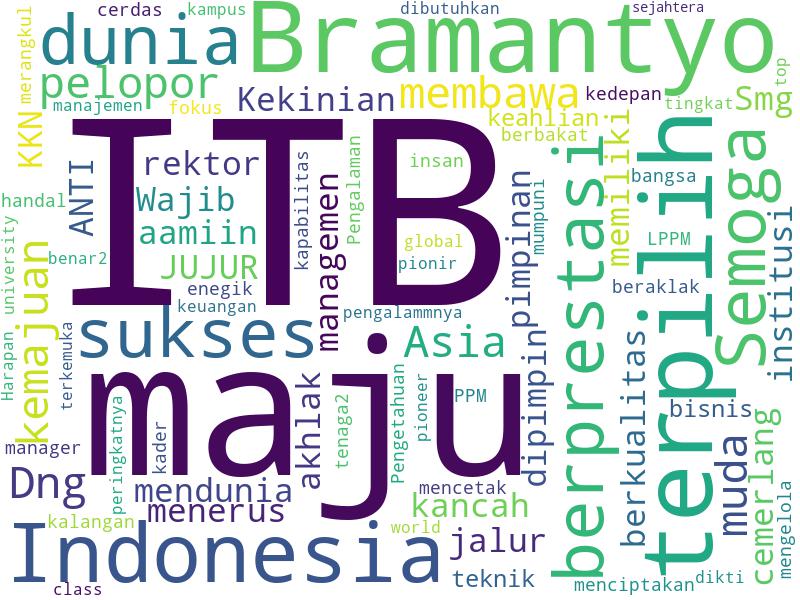 cerdas
kampus
dibutuhkan
sejahtera
merangkul
dunia
Bramantyo
pelopor
manajemen
fokus
Kekinian
membawa
kedepan
tingkat
top
Smg
KKN
keahlian
berbakat
ITB
rektor
ANTI
Wajib
aamiin
JUJUR
benar2
enegik
keuangan
kapabilitas
managemen
Pengalaman
insan
global
pionir
pimpinan
mumpuni
berprestasi
memiliki
bangsa
LPPM
terpilih
beraklak
Semoga
institusi
handal
university
Harapan
kemajuan
terkemuka
sukses
pengalammnya
Asia
maju
dipimpin
berkualitas
bisnis
muda
cemerlang
mengelola
manager
peringkatnya
kader
akhlak
tenaga2
Pengetahuan
pioneer
PPM
Dng
mendunia
menerus
mencetak
kancah
kalangan
world
jalur
Indonesia
teknik
menciptakan
dikti
class